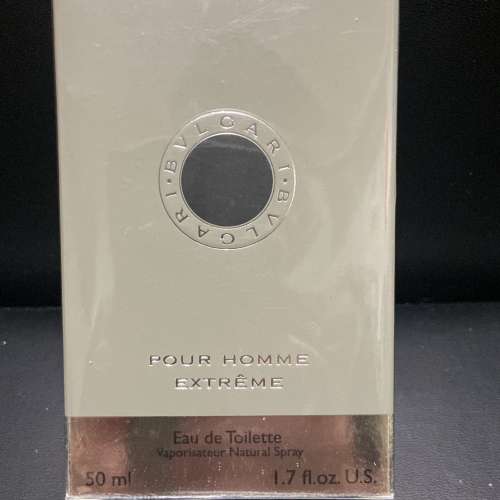 BVLGARI · BVLGARI ·
POUR HOMME
EXTRÊME
Eau de Toilette
Vaporisateur Natural Spray
50 ml 1.7 fl.oz. U.S.